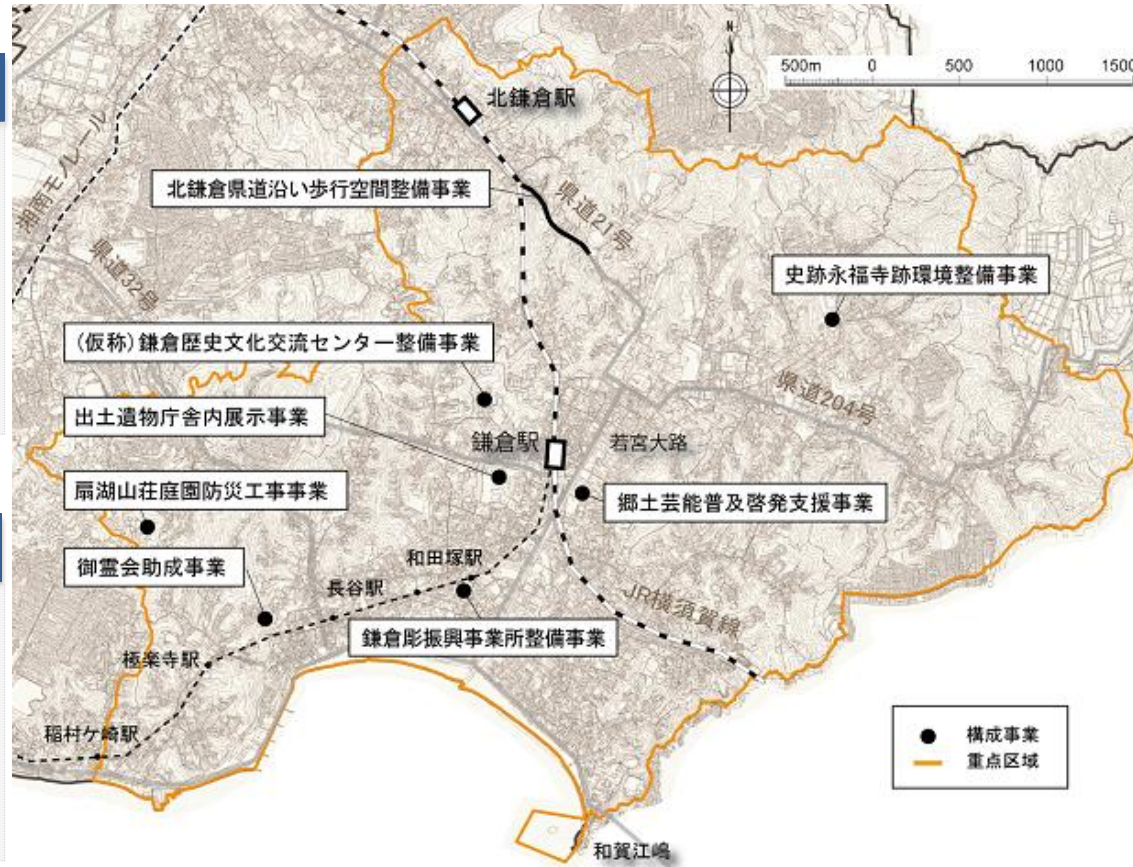 N
500m 0 500 1000 1500
北鎌倉駅
湘南モノレール
北鎌倉県道沿い歩行空間整備事業
県道21号
県道32号
史跡永福寺跡環境整備事業
(仮称)鎌倉歴史文化交流センター整備事業
県道204号
出土遺物庁舎内展示事業
鎌倉駅
若宮大路
扇湖山荘庭園防災工事事業
郷土芸能普及啓発支援事業
御霊会助成事業
和田塚駅
長谷駅
JR横須賀線
鎌倉彫振興事業所整備事業
極楽寺駅
稲村ケ崎駅
構成事業
重点区域
和賀江嶋